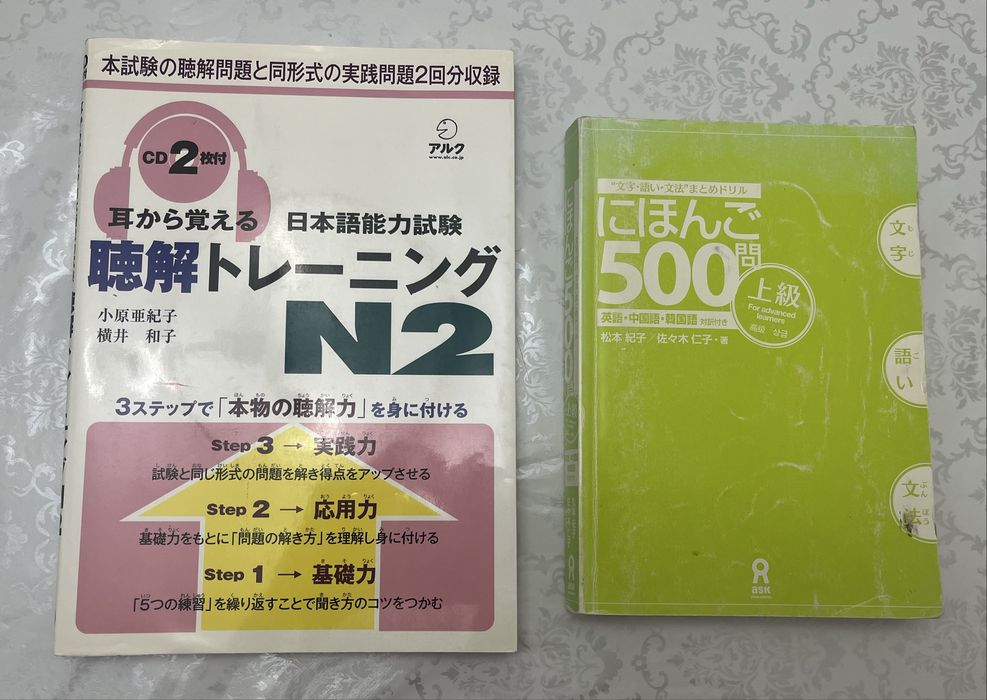 本試験の聴解問題と同形式の実践問題2回分収録
CD2枚付
アルク
www.alc.co.jp
耳から覚える 日本語能力試験
聴解トレーニング
小原亜紀子
横井 和子
N2
3ステップで「本物の聴解力」を身に付ける
Step 3 → 実践力
試験と同じ形式の問題を解き得点をアップさせる
Step 2 → 応用力
基礎力をもとに「問題の解き方」を理解し身に付ける
Step 1 → 基礎力
「5つの練習」を繰り返すことで聞き方のコツをつかむ
“文字・語い・文法”まとめドリル
にほんご
500問
上級
For advanced
learners
高级 상급
英語・中国語・韓国語 対訳付き
松本 紀子／佐々木 仁子・著
文字
語い
文法
ask